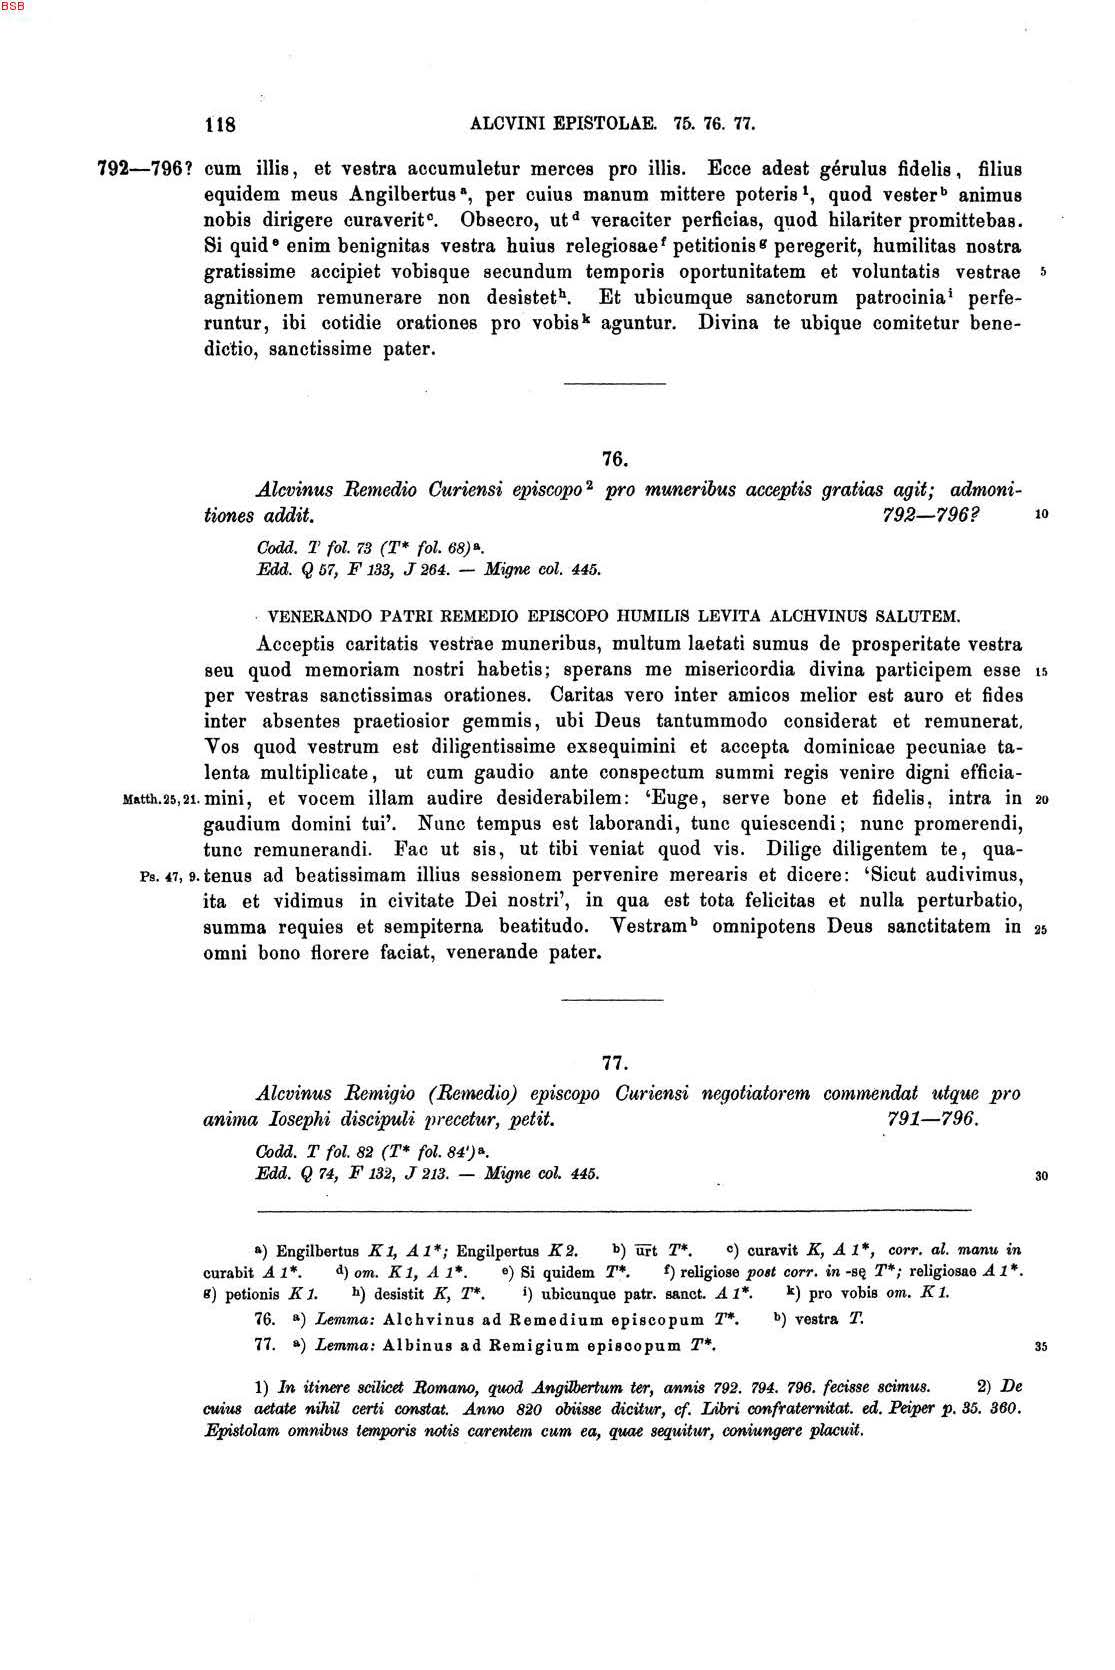 BSB
118 ALCVINI EPISTOLAE. 75. 76. 77.
792—796? cum illis, et vestra accumuletur merces pro illis. Ecce adest gérulus fidelis, filius
equidem meus Angilbertus ᵃ, per cuius manum mittere poteris ¹, quod vester ᵇ animus
nobis dirigere curaverit ᶜ. Obsecro, ut ᵈ veraciter perficias, quod hilariter promittebas.
Si quid ᵉ enim benignitas vestra huius relegiosae ᶠ petitionis ᵍ peregerit, humilitas nostra
gratissime accipiet vobisque secundum temporis oportunitatem et voluntatis vestrae 5
agnitionem remunerare non desistet ʰ. Et ubicumque sanctorum patrocinia ⁱ perfe-
runtur, ibi cotidie orationes pro vobis ᵏ aguntur. Divina te ubique comitetur bene-
dictio, sanctissime pater.
76.
Alcvinus Remedio Curiensi episcopo ² pro muneribus acceptis gratias agit; admoni-
tiones addit. 792—796? 10
Codd. T fol. 73 (T* fol. 68) ᵃ.
Edd. Q 57, F 133, J 264. — Migne col. 445.
VENERANDO PATRI REMEDIO EPISCOPO HUMILIS LEVITA ALCHVINUS SALUTEM.
Acceptis caritatis vestrae muneribus, multum laetati sumus de prosperitate vestra
seu quod memoriam nostri habetis; sperans me misericordia divina participem esse 15
per vestras sanctissimas orationes. Caritas vero inter amicos melior est auro et fides
inter absentes praetiosior gemmis, ubi Deus tantummodo considerat et remunerat.
Vos quod vestrum est diligentissime exsequimini et accepta dominicae pecuniae ta-
lenta multiplicate, ut cum gaudio ante conspectum summi regis venire digni efficia-
Matth. 25, 21. mini, et vocem illam audire desiderabilem: ‘Euge, serve bone et fidelis, intra in 20
gaudium domini tui’. Nunc tempus est laborandi, tunc quiescendi; nunc promerendi,
tunc remunerandi. Fac ut sis, ut tibi veniat quod vis. Dilige diligentem te, qua-
Ps. 47, 9. tenus ad beatissimam illius sessionem pervenire merearis et dicere: ‘Sicut audivimus,
ita et vidimus in civitate Dei nostri’, in qua est tota felicitas et nulla perturbatio,
summa requies et sempiterna beatitudo. Vestram ᵇ omnipotens Deus sanctitatem in 25
omni bono florere faciat, venerande pater.
77.
Alcvinus Remigio (Remedio) episcopo Curiensi negotiatorem commendat utque pro
anima Iosephi discipuli precetur, petit. 791—796.
Codd. T fol. 82 (T* fol. 84') ᵃ.
Edd. Q 74, F 132, J 213. — Migne col. 445. 30
ᵃ) Engilbertus K 1, A 1*; Engilpertus K 2. ᵇ) ūrt T*. ᶜ) curavit K, A 1*, corr. al. manu in
curabit A 1*. ᵈ) om. K 1, A 1*. ᵉ) Si quidem T*. ᶠ) religiose post corr. in -sę T*; religiosae A 1*.
ᵍ) petionis K 1. ʰ) desistit K, T*. ⁱ) ubicunque patr. sanct. A 1*. ᵏ) pro vobis om. K 1.
76. ᵃ) Lemma: Alchvinus ad Remedium episcopum T*. ᵇ) vestra T.
77. ᵃ) Lemma: Albinus ad Remigium episcopum T*. 35
1) In itinere scilicet Romano, quod Angilbertum ter, annis 792. 794. 796. fecisse scimus. 2) De
cuius aetate nihil certi constat. Anno 820 obiisse dicitur, cf. Libri confraternitat. ed. Peiper p. 35. 360.
Epistolam omnibus temporis notis carentem cum ea, quae sequitur, coniungere placuit.